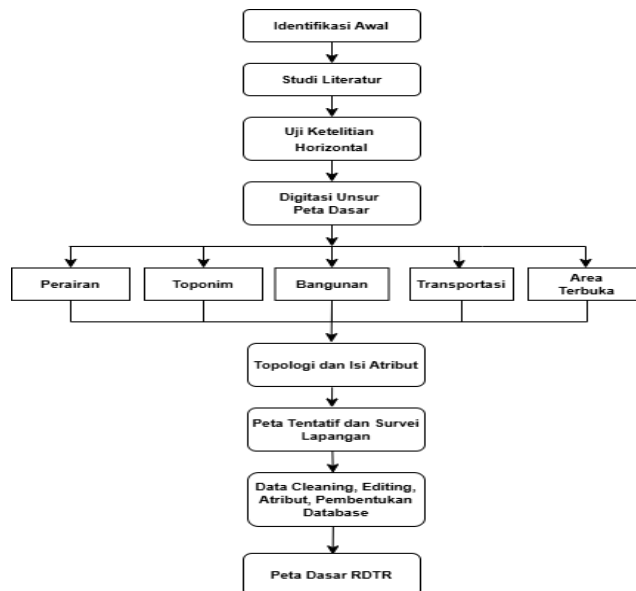 Identifikasi Awal
Studi Literatur
Uji Ketelitian
Horizontal
Digitasi Unsur
Peta Dasar
Perairan
Toponim
Bangunan
Transportasi
Area
Terbuka
Topologi dan Isi Atribut
Peta Tentatif dan Survei
Lapangan
Data Cleaning, Editing,
Atribut, Pembentukan
Database
Peta Dasar RDTR